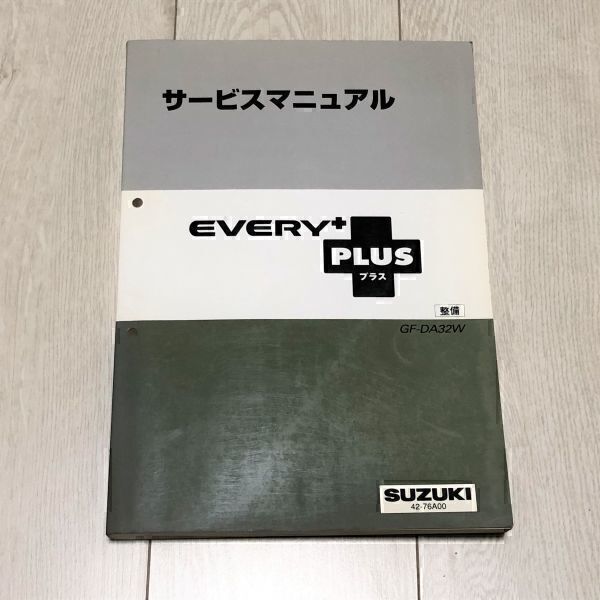 サービスマニュアル
EVERY+
PLUS
プラス
整備
GF-DA32W
SUZUKI
42-76A00